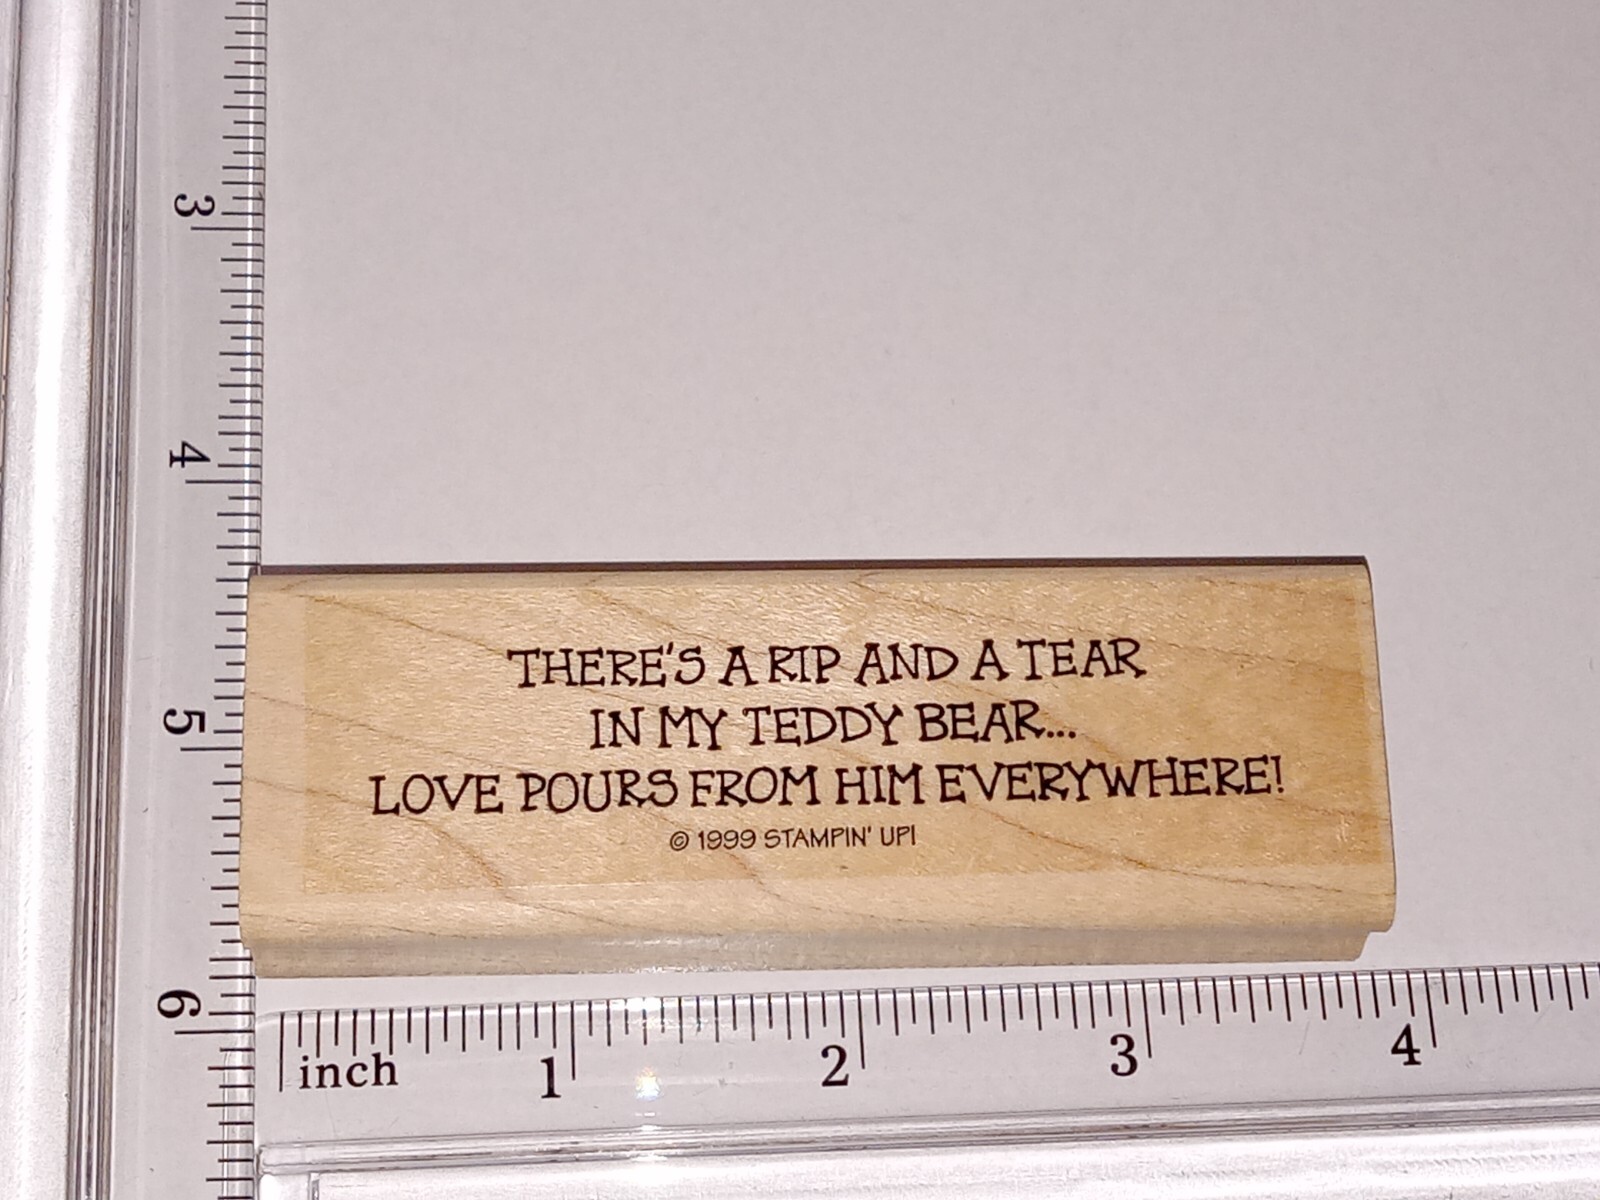 3
4
5
6
THERE'S A RIP AND A TEAR
IN MY TEDDY BEAR...
LOVE POURS FROM HIM EVERYWHERE!
© 1999 STAMPIN' UP!
inch 1 2 3 4